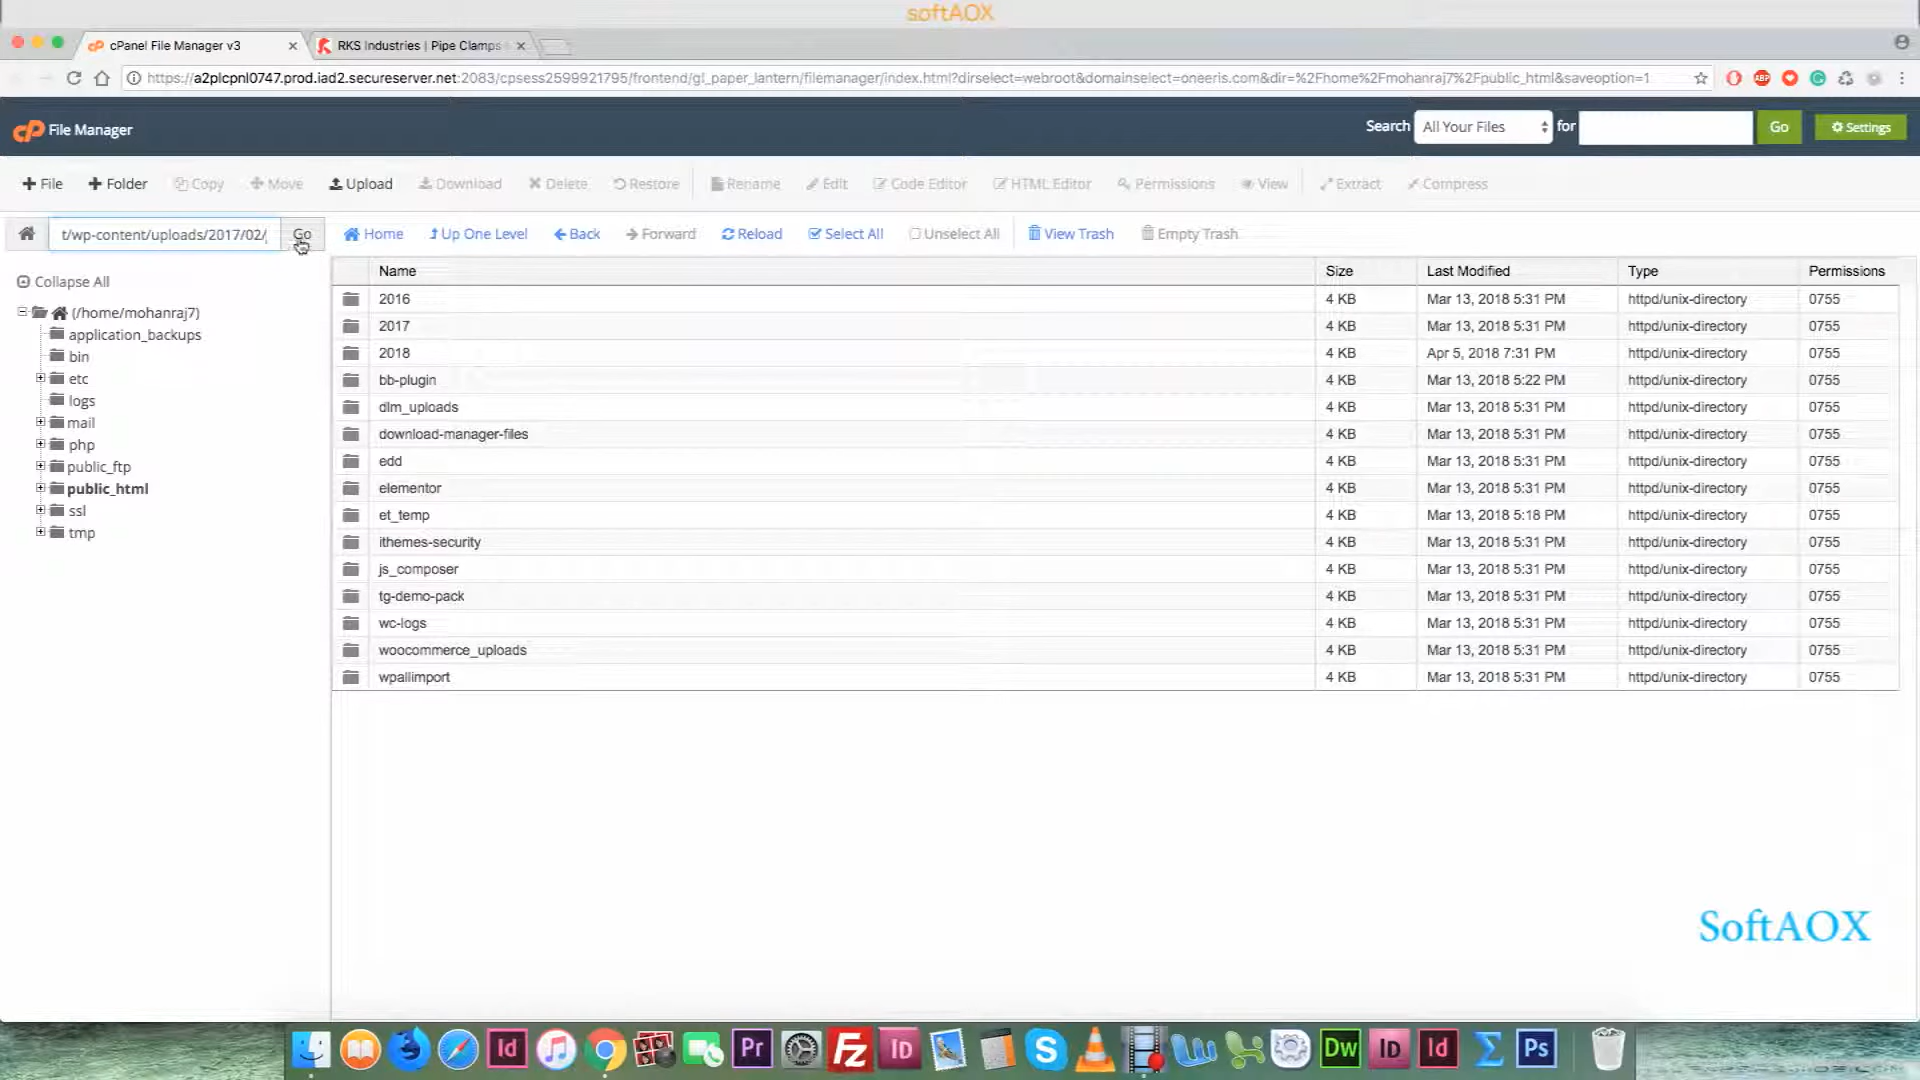 softAOX
cPanel File Manager v3
RKS Industries | Pipe Clamps
https://a2plcpnl0747.prod.iad2.secureserver.net:2083/cpsess2599921795/frontend/gl_paper_lantern/filemanager/index.html?dirselect=webroot&domainselect=oneeris.com&dir=%2Fhome%2Fmohanraj7%2Fpublic_html&saveoption=1
cP File Manager
Search All Your Files for Go Settings
File Folder Copy Move Upload Download Delete Restore Rename Edit Code Editor HTML Editor Permissions View Extract Compress
t/wp-content/uploads/2017/02/ Go Home Up One Level Back Forward Reload Select All Unselect All View Trash Empty Trash
Collapse All
(/home/mohanraj7)
application_backups
bin
etc
logs
mail
php
public_ftp
public_html
ssl
tmp
Name Size Last Modified Type Permissions
2016 4 KB Mar 13, 2018 5:31 PM httpd/unix-directory 0755
2017 4 KB Mar 13, 2018 5:31 PM httpd/unix-directory 0755
2018 4 KB Apr 5, 2018 7:31 PM httpd/unix-directory 0755
bb-plugin 4 KB Mar 13, 2018 5:22 PM httpd/unix-directory 0755
dlm_uploads 4 KB Mar 13, 2018 5:31 PM httpd/unix-directory 0755
download-manager-files 4 KB Mar 13, 2018 5:31 PM httpd/unix-directory 0755
edd 4 KB Mar 13, 2018 5:31 PM httpd/unix-directory 0755
elementor 4 KB Mar 13, 2018 5:31 PM httpd/unix-directory 0755
et_temp 4 KB Mar 13, 2018 5:18 PM httpd/unix-directory 0755
ithemes-security 4 KB Mar 13, 2018 5:31 PM httpd/unix-directory 0755
js_composer 4 KB Mar 13, 2018 5:31 PM httpd/unix-directory 0755
tg-demo-pack 4 KB Mar 13, 2018 5:31 PM httpd/unix-directory 0755
wc-logs 4 KB Mar 13, 2018 5:31 PM httpd/unix-directory 0755
woocommerce_uploads 4 KB Mar 13, 2018 5:31 PM httpd/unix-directory 0755
wpallimport 4 KB Mar 13, 2018 5:31 PM httpd/unix-directory 0755
SoftAOX
Id Pr Fz ID S Dw ID Id Ps